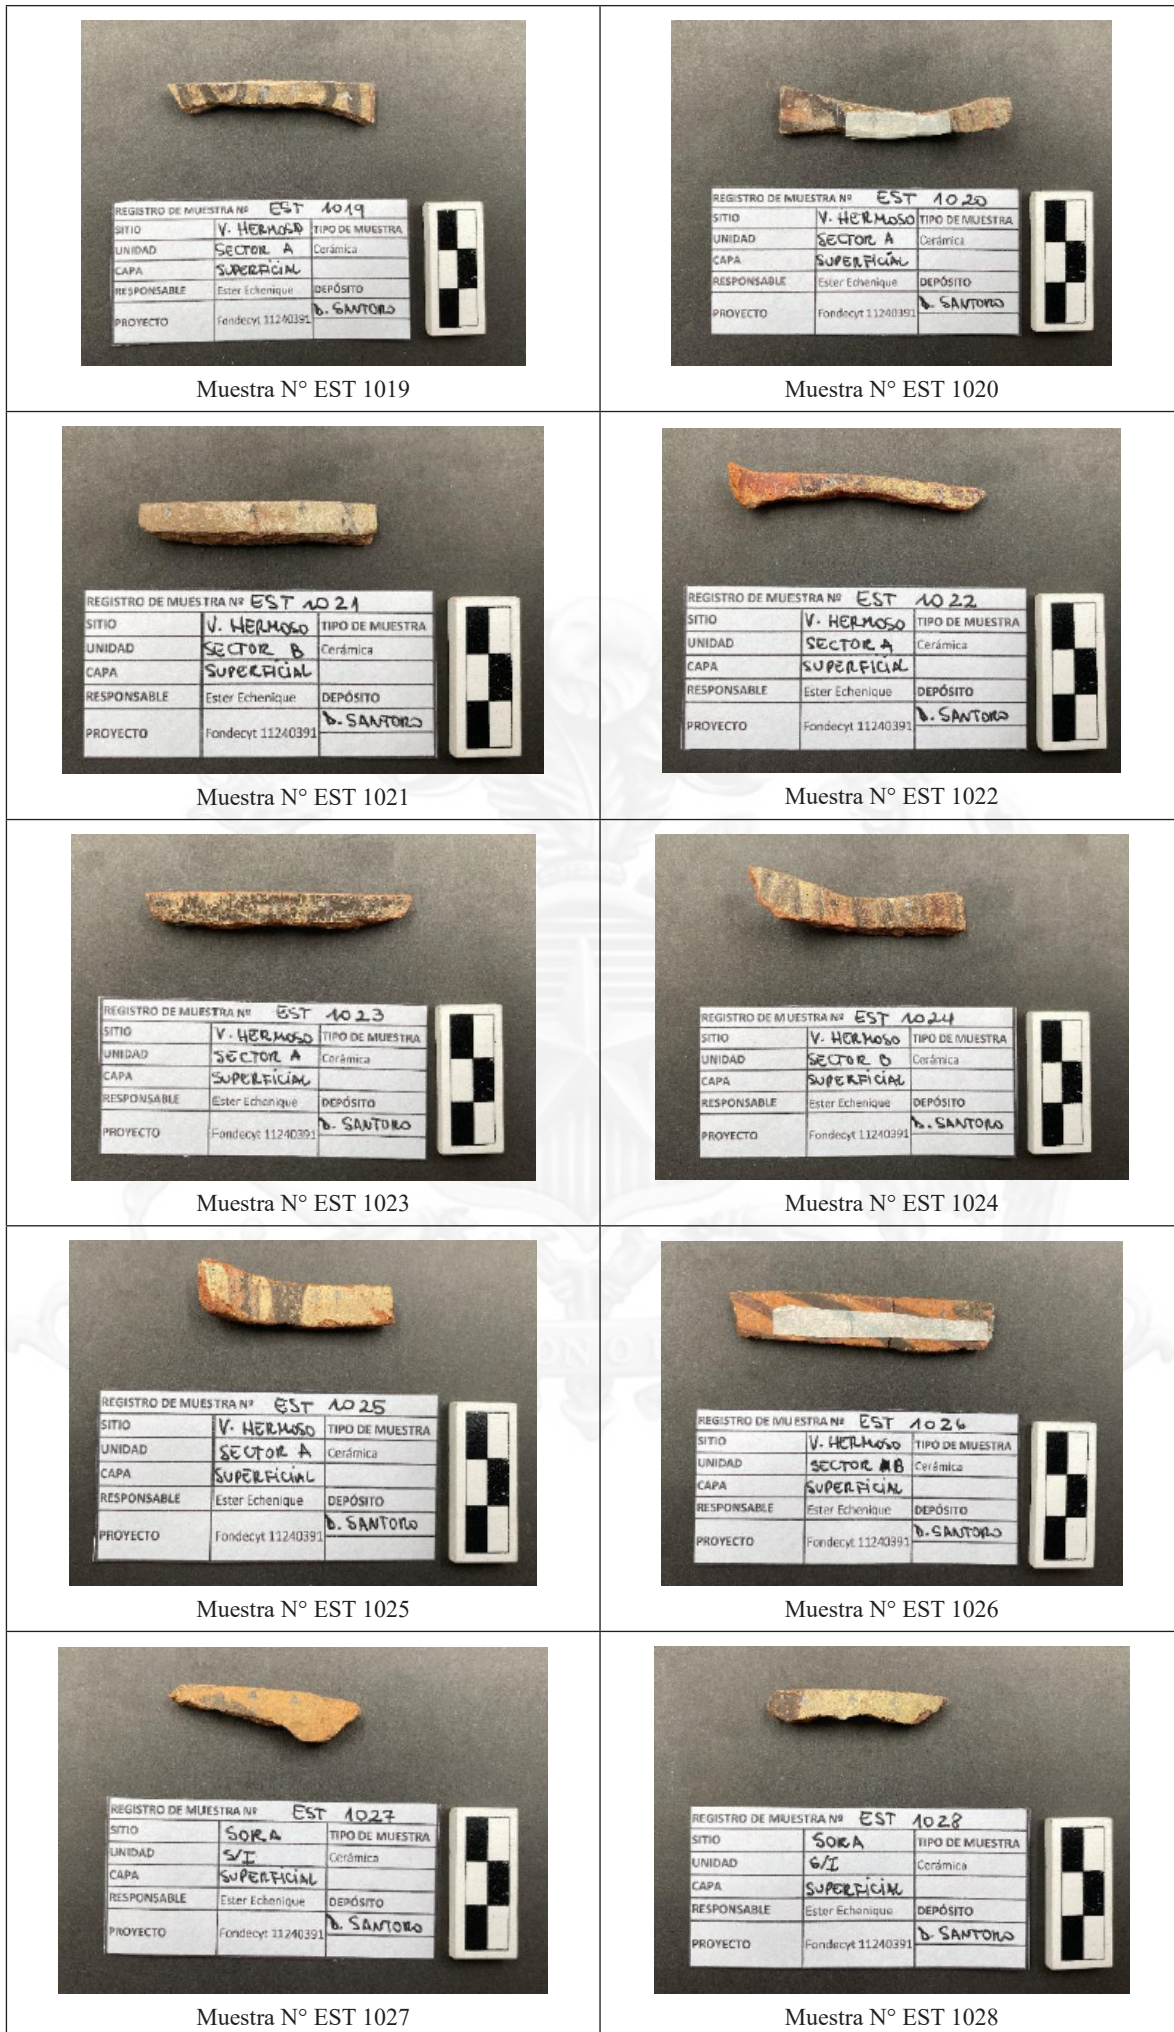 REGISTRO DE MUESTRA Nº EST 1019
SITIO V. HERMOSO TIPO DE MUESTRA
UNIDAD SECTOR A Cerámica
CAPA SUPERFICIAL
RESPONSABLE Ester Echenique DEPÓSITO
PROYECTO Fondecyt 11240391 D. SANTORO
Muestra N° EST 1019
REGISTRO DE MUESTRA Nº EST 1020
SITIO V. HERMOSO TIPO DE MUESTRA
UNIDAD SECTOR A Cerámica
CAPA SUPERFICIAL
RESPONSABLE Ester Echenique DEPÓSITO
PROYECTO Fondecyt 11240391 D. SANTORO
Muestra N° EST 1020
REGISTRO DE MUESTRA Nº EST 1021
SITIO V. HERMOSO TIPO DE MUESTRA
UNIDAD SECTOR B Cerámica
CAPA SUPERFICIAL
RESPONSABLE Ester Echenique DEPÓSITO
PROYECTO Fondecyt 11240391 D. SANTORO
Muestra N° EST 1021
REGISTRO DE MUESTRA Nº EST 1022
SITIO V. HERMOSO TIPO DE MUESTRA
UNIDAD SECTOR A Cerámica
CAPA SUPERFICIAL
RESPONSABLE Ester Echenique DEPÓSITO
PROYECTO Fondecyt 11240391 D. SANTORO
Muestra N° EST 1022
REGISTRO DE MUESTRA Nº EST 1023
SITIO V. HERMOSO TIPO DE MUESTRA
UNIDAD SECTOR A Cerámica
CAPA SUPERFICIAL
RESPONSABLE Ester Echenique DEPÓSITO
PROYECTO Fondecyt 11240391 D. SANTORO
Muestra N° EST 1023
REGISTRO DE MUESTRA Nº EST 1024
SITIO V. HERMOSO TIPO DE MUESTRA
UNIDAD SECTOR B Cerámica
CAPA SUPERFICIAL
RESPONSABLE Ester Echenique DEPÓSITO
PROYECTO Fondecyt 11240391 D. SANTORO
Muestra N° EST 1024
REGISTRO DE MUESTRA Nº EST 1025
SITIO V. HERMOSO TIPO DE MUESTRA
UNIDAD SECTOR A Cerámica
CAPA SUPERFICIAL
RESPONSABLE Ester Echenique DEPÓSITO
PROYECTO Fondecyt 11240391 D. SANTORO
Muestra N° EST 1025
REGISTRO DE MUESTRA Nº EST 1026
SITIO V. HERMOSO TIPO DE MUESTRA
UNIDAD SECTOR B Cerámica
CAPA SUPERFICIAL
RESPONSABLE Ester Echenique DEPÓSITO
PROYECTO Fondecyt 11240391 D. SANTORO
Muestra N° EST 1026
REGISTRO DE MUESTRA Nº EST 1027
SITIO SORA TIPO DE MUESTRA
UNIDAD S/I Cerámica
CAPA SUPERFICIAL
RESPONSABLE Ester Echenique DEPÓSITO
PROYECTO Fondecyt 11240391 D. SANTORO
Muestra N° EST 1027
REGISTRO DE MUESTRA Nº EST 1028
SITIO SORA TIPO DE MUESTRA
UNIDAD S/I Cerámica
CAPA SUPERFICIAL
RESPONSABLE Ester Echenique DEPÓSITO
PROYECTO Fondecyt 11240391 D. SANTORO
Muestra N° EST 1028